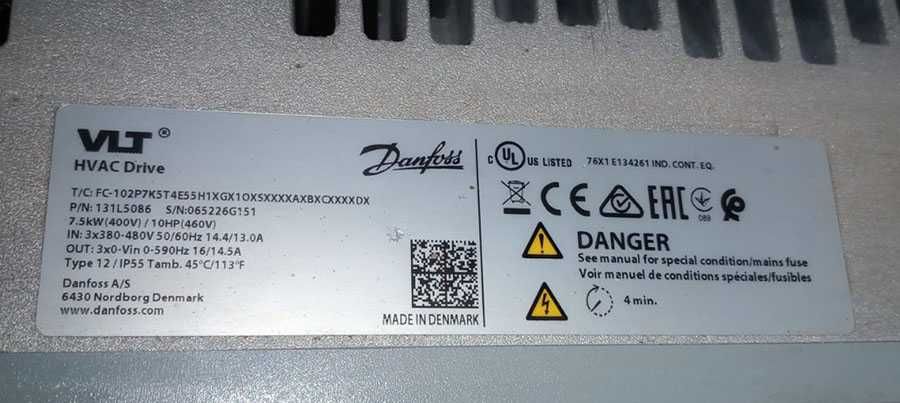 VLT®
HVAC Drive
Danfoss
T/C: FC-102P7K5T4E55H1XGX1OXSXXXXAXBXCXXXXDX
P/N: 131L5086 S/N:065226G151
7.5kW(400V) / 10HP(460V)
IN: 3x380-480V 50/60Hz 14.4/13.0A
OUT: 3x0-Vin 0-590Hz 16/14.5A
Type 12 / IP55 Tamb. 45°C/113°F
Danfoss A/S
6430 Nordborg Denmark
www.danfoss.com
MADE IN DENMARK
C UL US LISTED 76X1 E134261 IND. CONT. EQ.
CE EAC
089
DANGER
See manual for special condition/mains fuse
Voir manuel de conditions spéciales/fusibles
4 min.